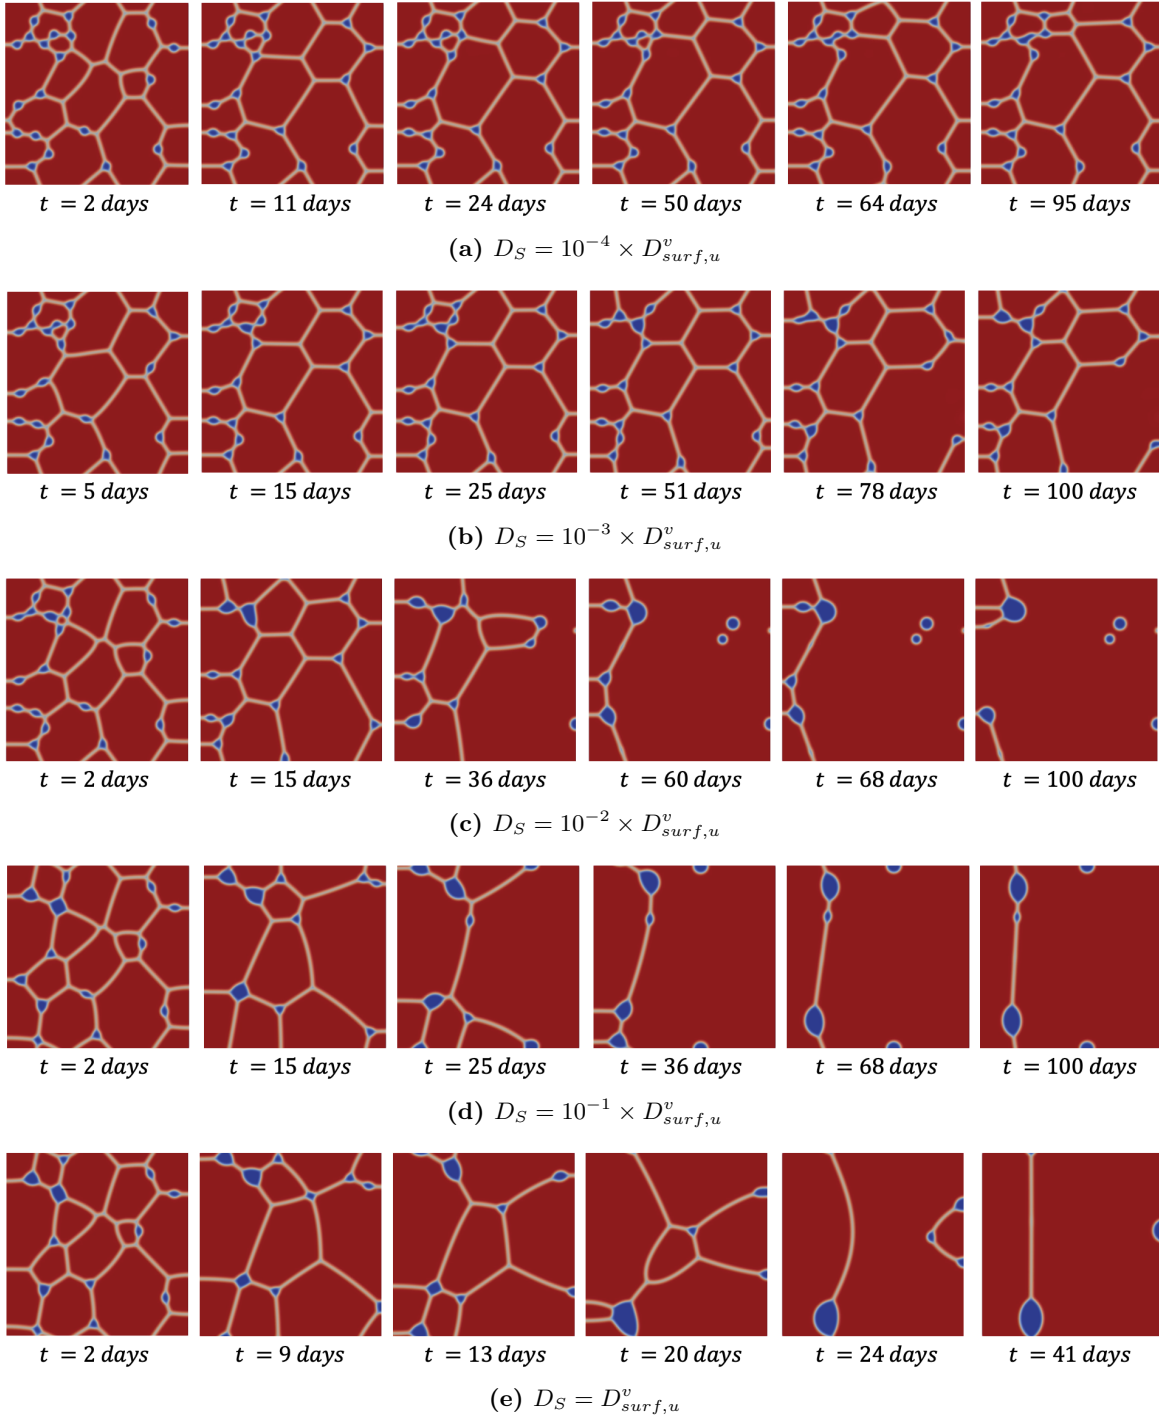 t = 2 days t = 11 days t = 24 days t = 50 days t = 64 days t = 95 days
(a) D_S = 10^{-4} × D^v_{surf,u}
t = 5 days t = 15 days t = 25 days t = 51 days t = 78 days t = 100 days
(b) D_S = 10^{-3} × D^v_{surf,u}
t = 2 days t = 15 days t = 36 days t = 60 days t = 68 days t = 100 days
(c) D_S = 10^{-2} × D^v_{surf,u}
t = 2 days t = 15 days t = 25 days t = 36 days t = 68 days t = 100 days
(d) D_S = 10^{-1} × D^v_{surf,u}
t = 2 days t = 9 days t = 13 days t = 20 days t = 24 days t = 41 days
(e) D_S = D^v_{surf,u}